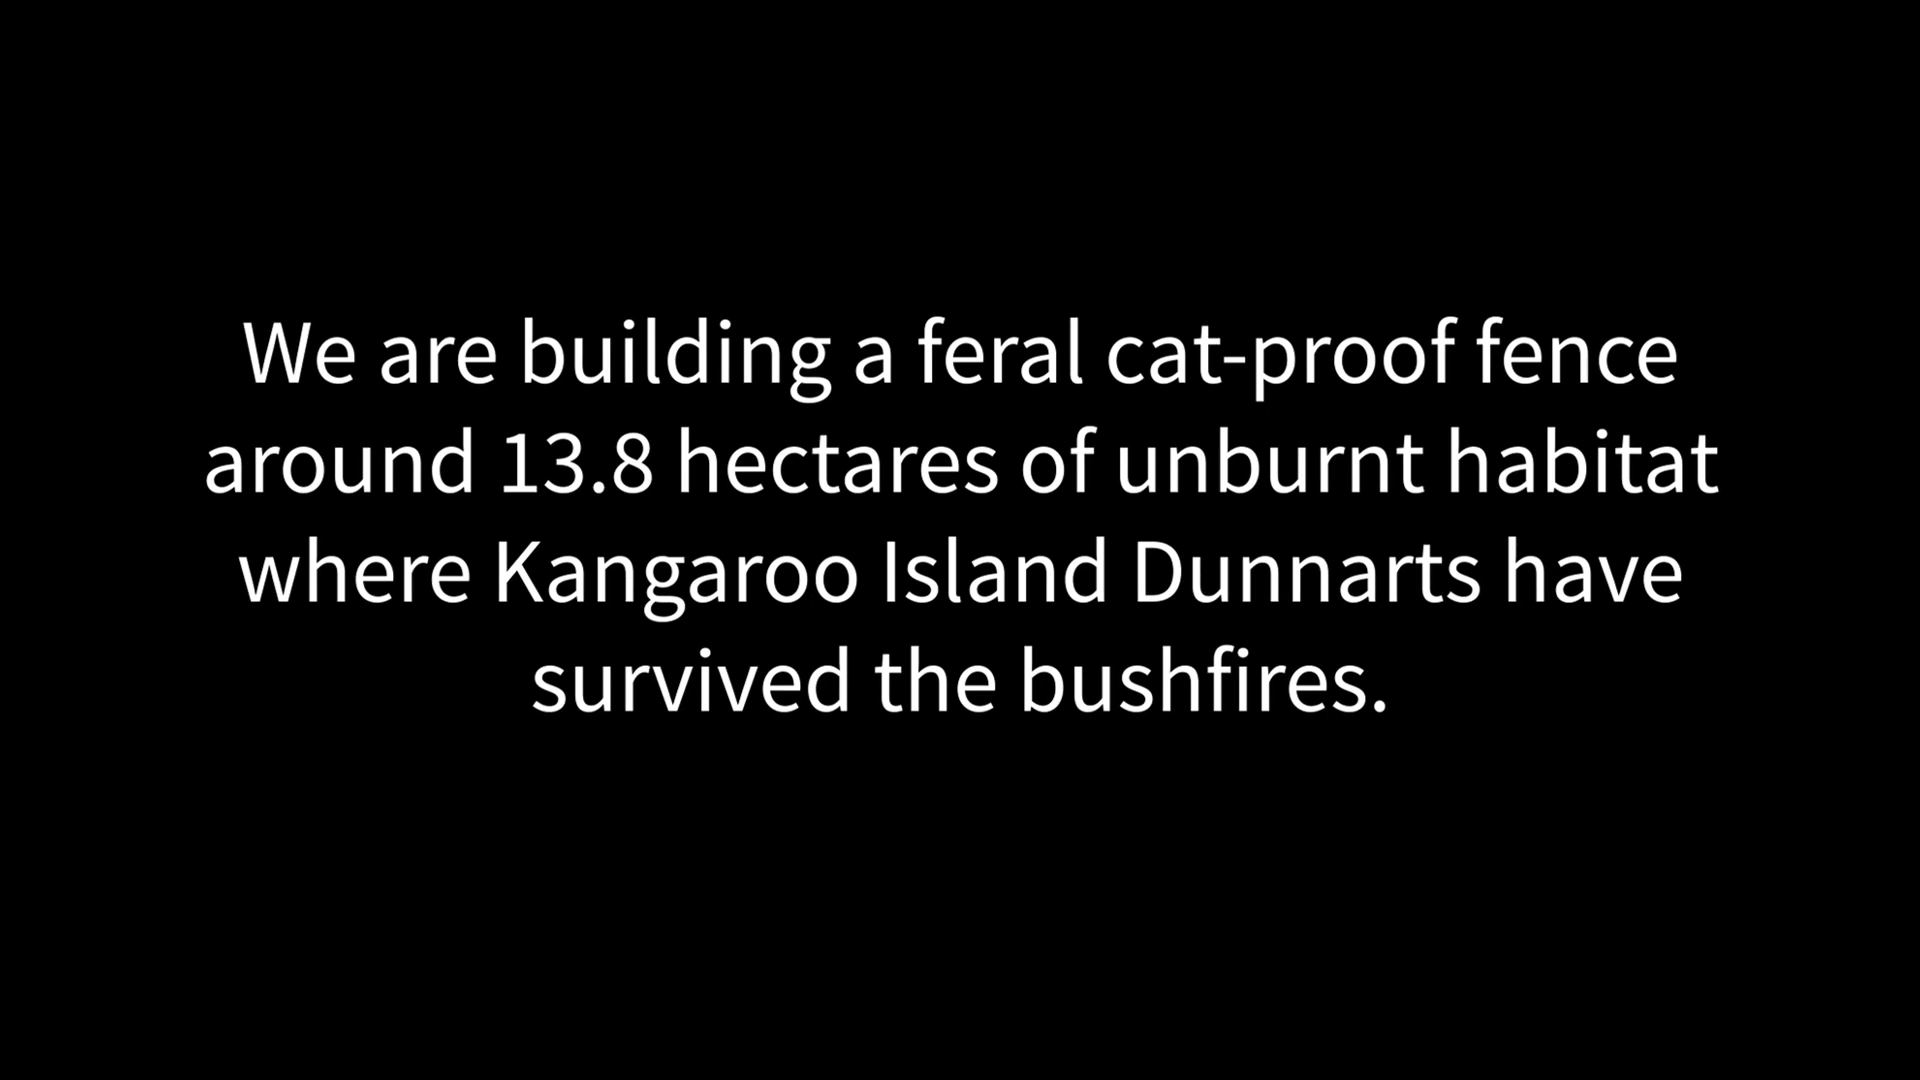 We are building a feral cat-proof fence
around 13.8 hectares of unburnt habitat
where Kangaroo Island Dunnarts have
survived the bushfires.